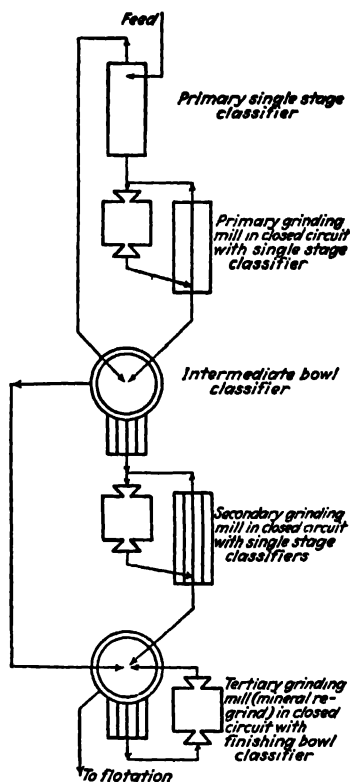 Feed
Primary single stage
classifier
Primary grinding
mill in closed circuit
with single stage
classifier
Intermediate bowl
classifier
Secondary grinding
mill in closed circuit
with single stage
classifiers
Tertiary grinding
mill (mineral re-
grind) in closed
circuit with
finishing bowl
classifier
To flotation